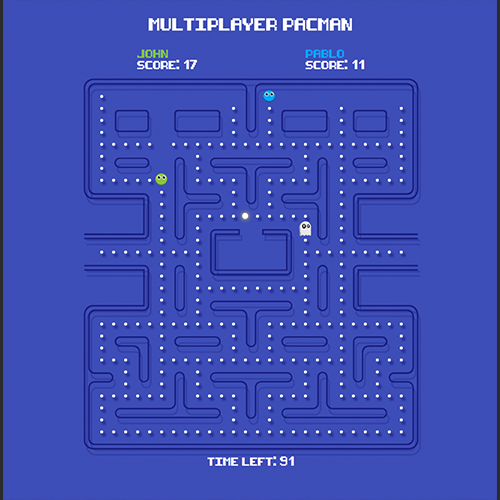 MULTIPLAYER PACMAN
JOHN
SCORE: 17
PABLO
SCORE: 11
TIME LEFT: 91